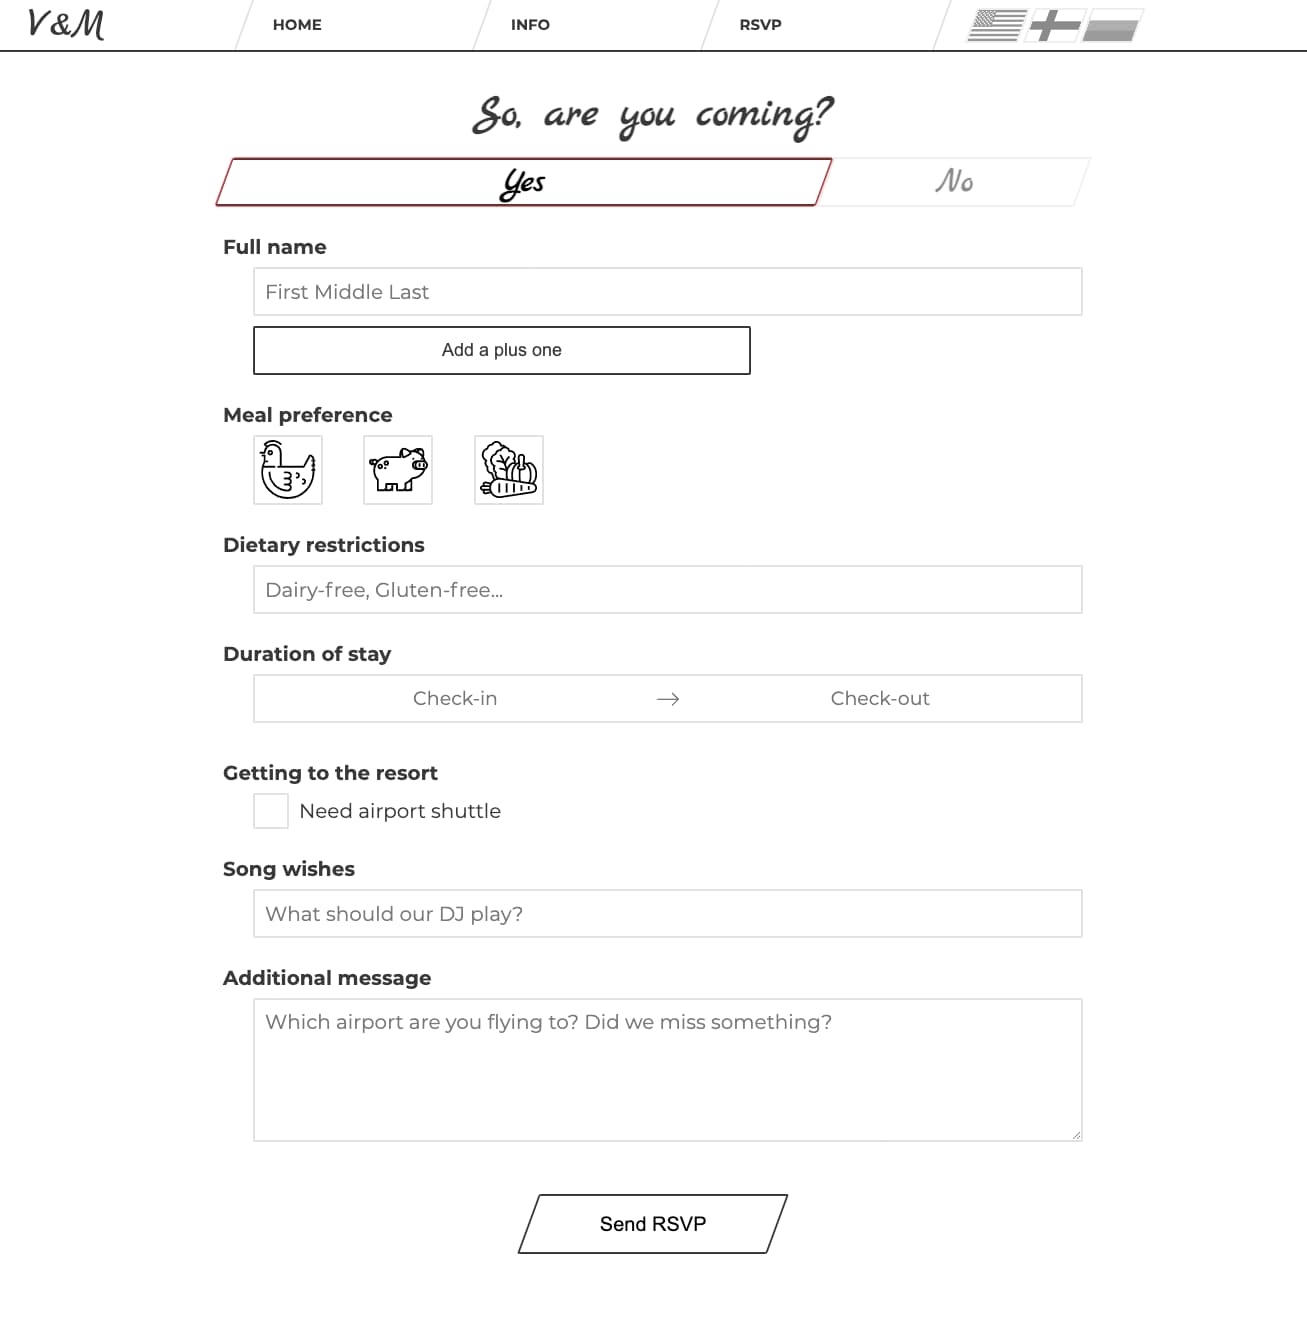 V&M
HOME
INFO
RSVP
So, are you coming?
Yes
No
Full name
First Middle Last
Add a plus one
Meal preference
Dietary restrictions
Dairy-free, Gluten-free...
Duration of stay
Check-in → Check-out
Getting to the resort
Need airport shuttle
Song wishes
What should our DJ play?
Additional message
Which airport are you flying to? Did we miss something?
Send RSVP